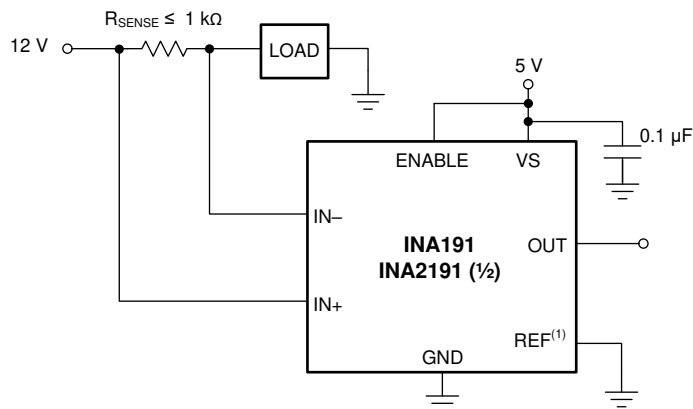 R_SENSE ≤ 1 kΩ
12 V
LOAD
5 V
0.1 µF
ENABLE
VS
IN–
INA191
INA2191 (½)
OUT
IN+
REF(1)
GND